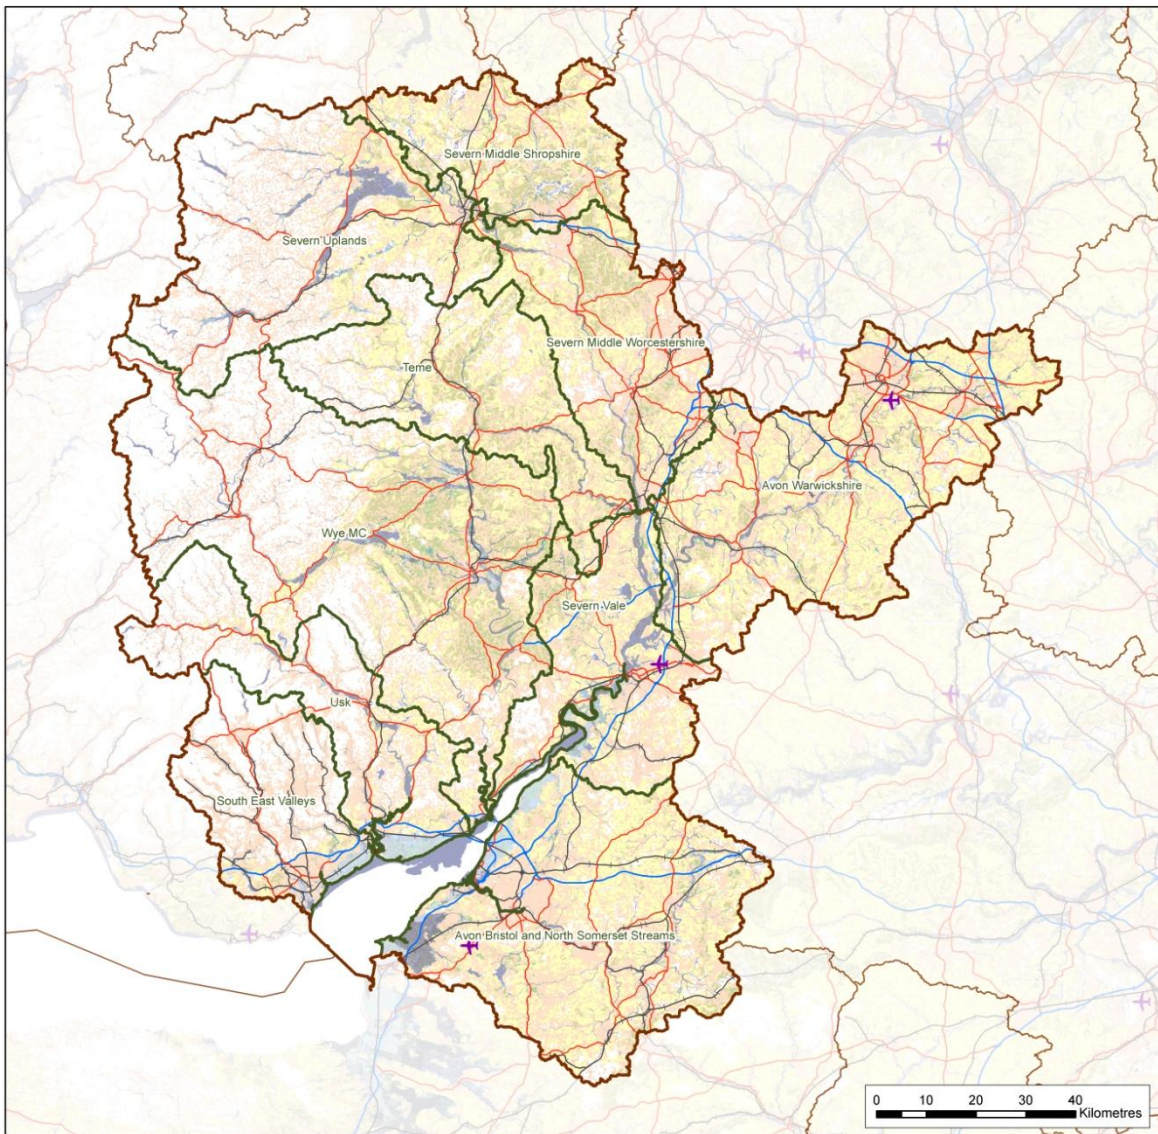 Severn Middle Shropshire
Severn Uplands
Severn Middle Worcestershire
Teme
Avon Warwickshire
Wye MC
Severn Vale
Usk
South East Valleys
Avon Bristol and North Somerset Streams
0 10 20 30 40
Kilometres